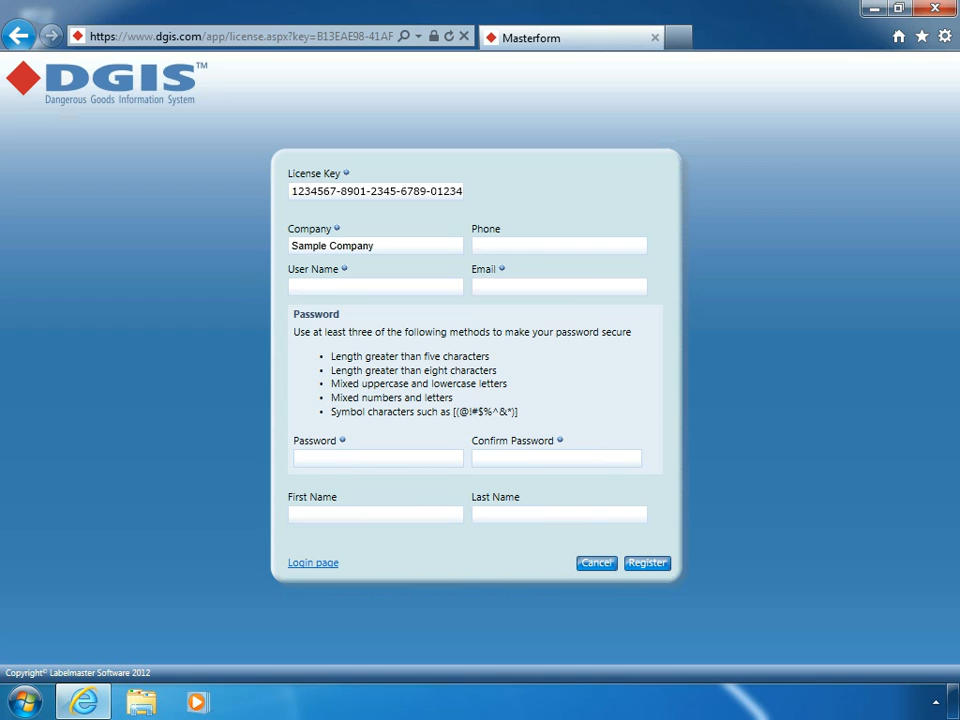 https://www.dgis.com/app/license.aspx?key=B13EAE98-41AF
Masterform
DGIS™
Dangerous Goods Information System
License Key
1234567-8901-2345-6789-01234
Company
Phone
Sample Company
User Name
Email
Password
Use at least three of the following methods to make your password secure
• Length greater than five characters
• Length greater than eight characters
• Mixed uppercase and lowercase letters
• Mixed numbers and letters
• Symbol characters such as [(@!#$%^&*)]
Password
Confirm Password
First Name
Last Name
Login page
Cancel
Register
Copyright© Labelmaster Software 2012